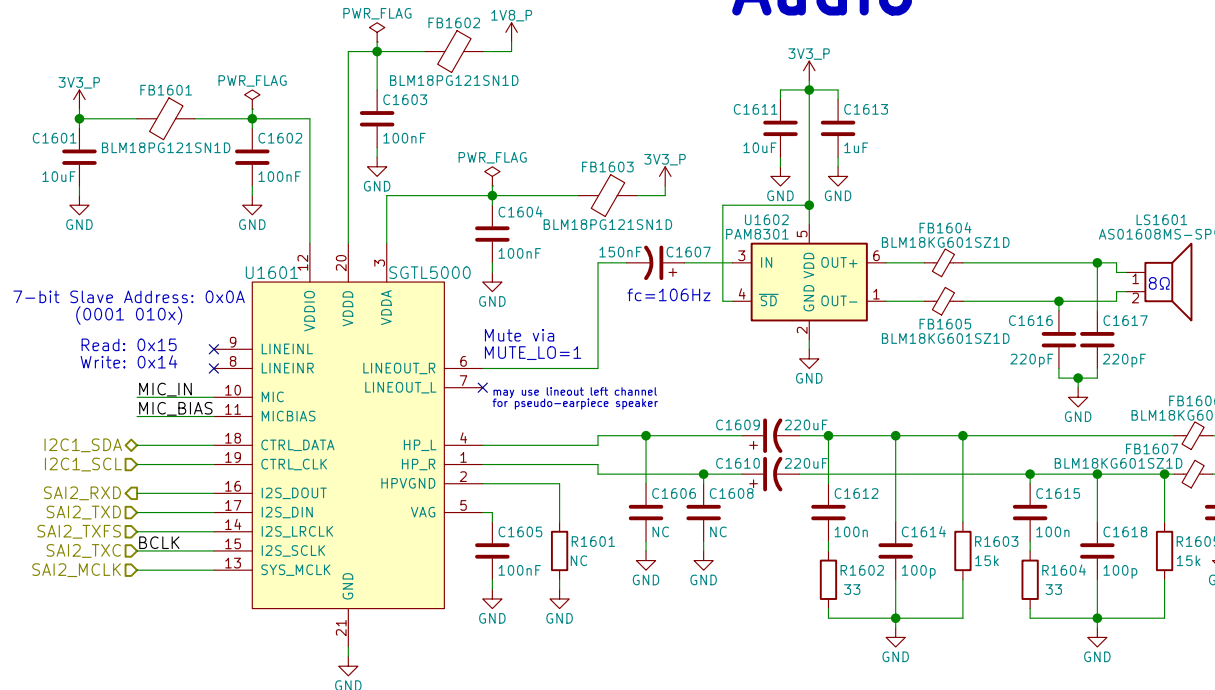 Audio
PWR_FLAG
FB1602
1V8_P
BLM18PG121SN1D
C1603
100nF
GND
3V3_P
FB1601
PWR_FLAG
C1601
BLM18PG121SN1D
C1602
10uF
100nF
GND
GND
PWR_FLAG
FB1603
3V3_P
C1604
BLM18PG121SN1D
100nF
GND
3V3_P
C1611
C1613
10uF
1uF
GND
GND
U1602
PAM8301
150nF
C1607
+
fc=106Hz
3
IN
4
SD
5
VDD
GND
2
GND
OUT+
6
OUT-
1
FB1604
BLM18KG601SZ1D
FB1605
BLM18KG601SZ1D
LS1601
AS01608MS-SP
1
2
8Ω
C1616
C1617
220pF
220pF
GND
U1601
SGTL5000
12
20
3
VDDIO
VDD
VDDA
7-bit Slave Address: 0x0A
(0001 010x)
Read: 0x15
Write: 0x14
9
LINEINL
8
LINEINR
MIC_IN
10
MIC
MIC_BIAS
11
MICBIAS
I2C1_SDA
18
CTRL_DATA
I2C1_SCL
19
CTRL_CLK
SAI2_RXD
16
I2S_DOUT
SAI2_TXD
17
I2S_DIN
SAI2_TXFS
14
I2S_LRCLK
SAI2_TXC
BCLK
15
I2S_SCLK
SAI2_MCLK
13
SYS_MCLK
GND
21
GND
Mute via
MUTE_LO=1
LINEOUT_R
6
LINEOUT_L
7
may use lineout left channel
for pseudo-earpiece speaker
HP_L
4
HP_R
1
HPVGND
2
VAG
5
C1605
100nF
GND
R1601
NC
GND
C1609
220uF
+
C1610
220uF
+
C1606
NC
GND
C1608
NC
GND
C1612
100n
R1602
33
C1614
100p
R1603
15k
GND
C1615
100n
R1604
33
C1618
100p
15k
GND
BLM18KG60
FB1607
BLM18KG601SZ1D